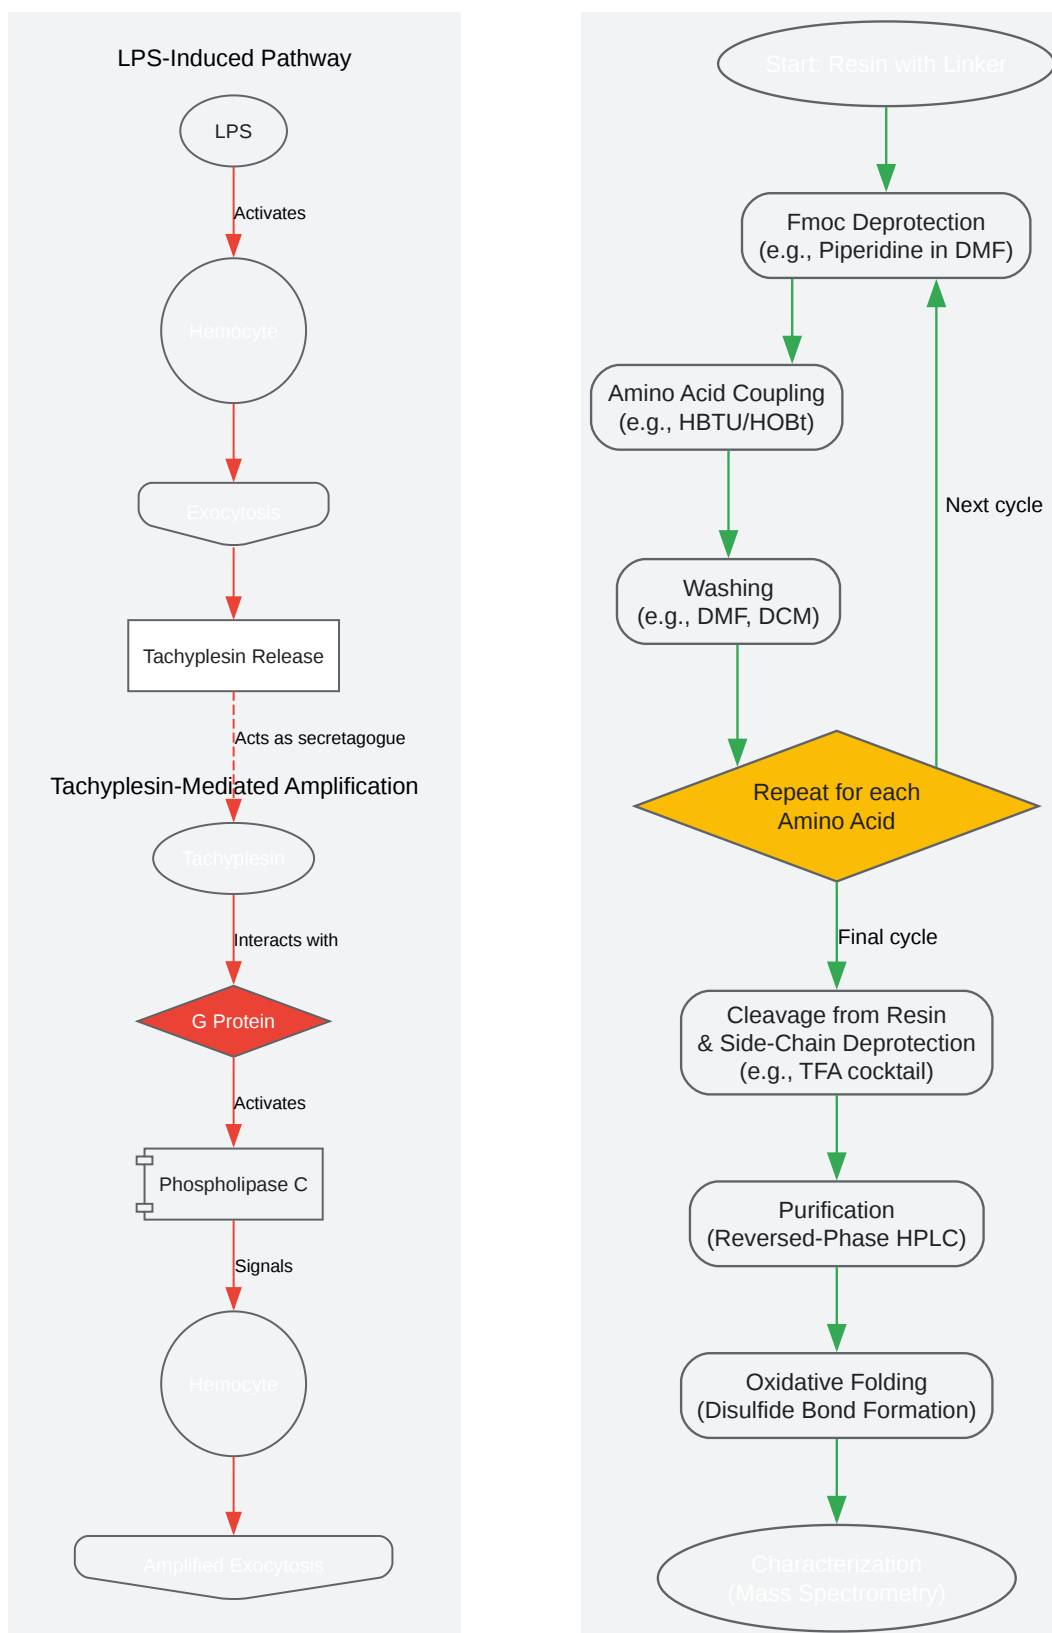 LPS-Induced Pathway
LPS
Activates
Hemocyte
Exocytosis
Tachyplesin Release
Acts as secretagogue
Tachyplesin-Mediated Amplification
Tachyplesin
Interacts with
G Protein
Activates
Phospholipase C
Signals
Hemocyte
Amplified Exocytosis
Start: Resin with Linker
Fmoc Deprotection
(e.g., Piperidine in DMF)
Amino Acid Coupling
(e.g., HBTU/HOBt)
Next cycle
Washing
(e.g., DMF, DCM)
Repeat for each
Amino Acid
Final cycle
Cleavage from Resin
& Side-Chain Deprotection
(e.g., TFA cocktail)
Purification
(Reversed-Phase HPLC)
Oxidative Folding
(Disulfide Bond Formation)
Characterization
(Mass Spectrometry)